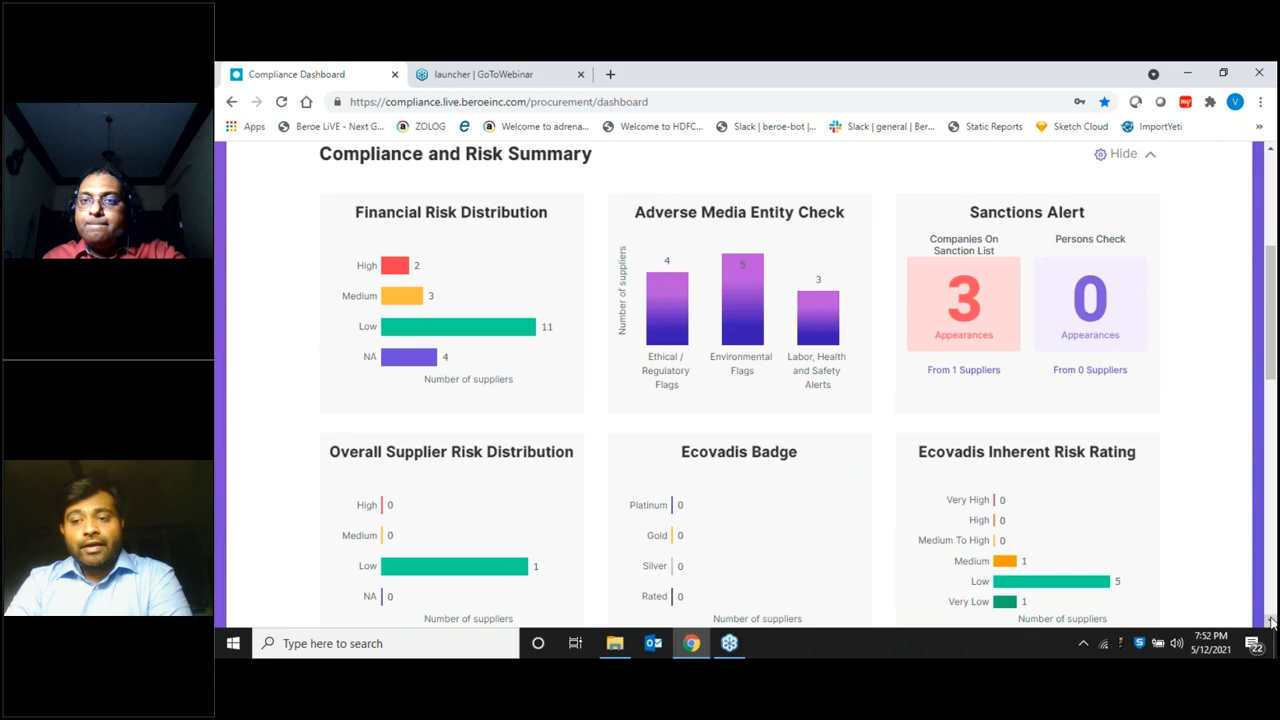 Compliance Dashboard
launcher | GoToWebinar
https://compliance.live.beroeinc.com/procurement/dashboard
Apps
Beroe LiVE - Next G...
ZOLOG
Welcome to adrena...
Welcome to HDFC...
Slack | beroe-bot |...
Slack | general | Ber...
Static Reports
Sketch Cloud
ImportYeti
Compliance and Risk Summary
Hide
Financial Risk Distribution
High 2
Medium 3
Low 11
NA 4
Number of suppliers
Adverse Media Entity Check
Number of suppliers
4 5 3
Ethical / Regulatory Flags
Environmental Flags
Labor, Health and Safety Alerts
Sanctions Alert
Companies On Sanction List
3
Appearances
From 1 Suppliers
Persons Check
0
Appearances
From 0 Suppliers
Overall Supplier Risk Distribution
High 0
Medium 0
Low 1
NA 0
Number of suppliers
Ecovadis Badge
Platinum 0
Gold 0
Silver 0
Rated 0
Number of suppliers
Ecovadis Inherent Risk Rating
Very High 0
High 0
Medium To High 0
Medium 1
Low 5
Very Low 1
Number of suppliers
Type here to search
7:52 PM
5/12/2021
22